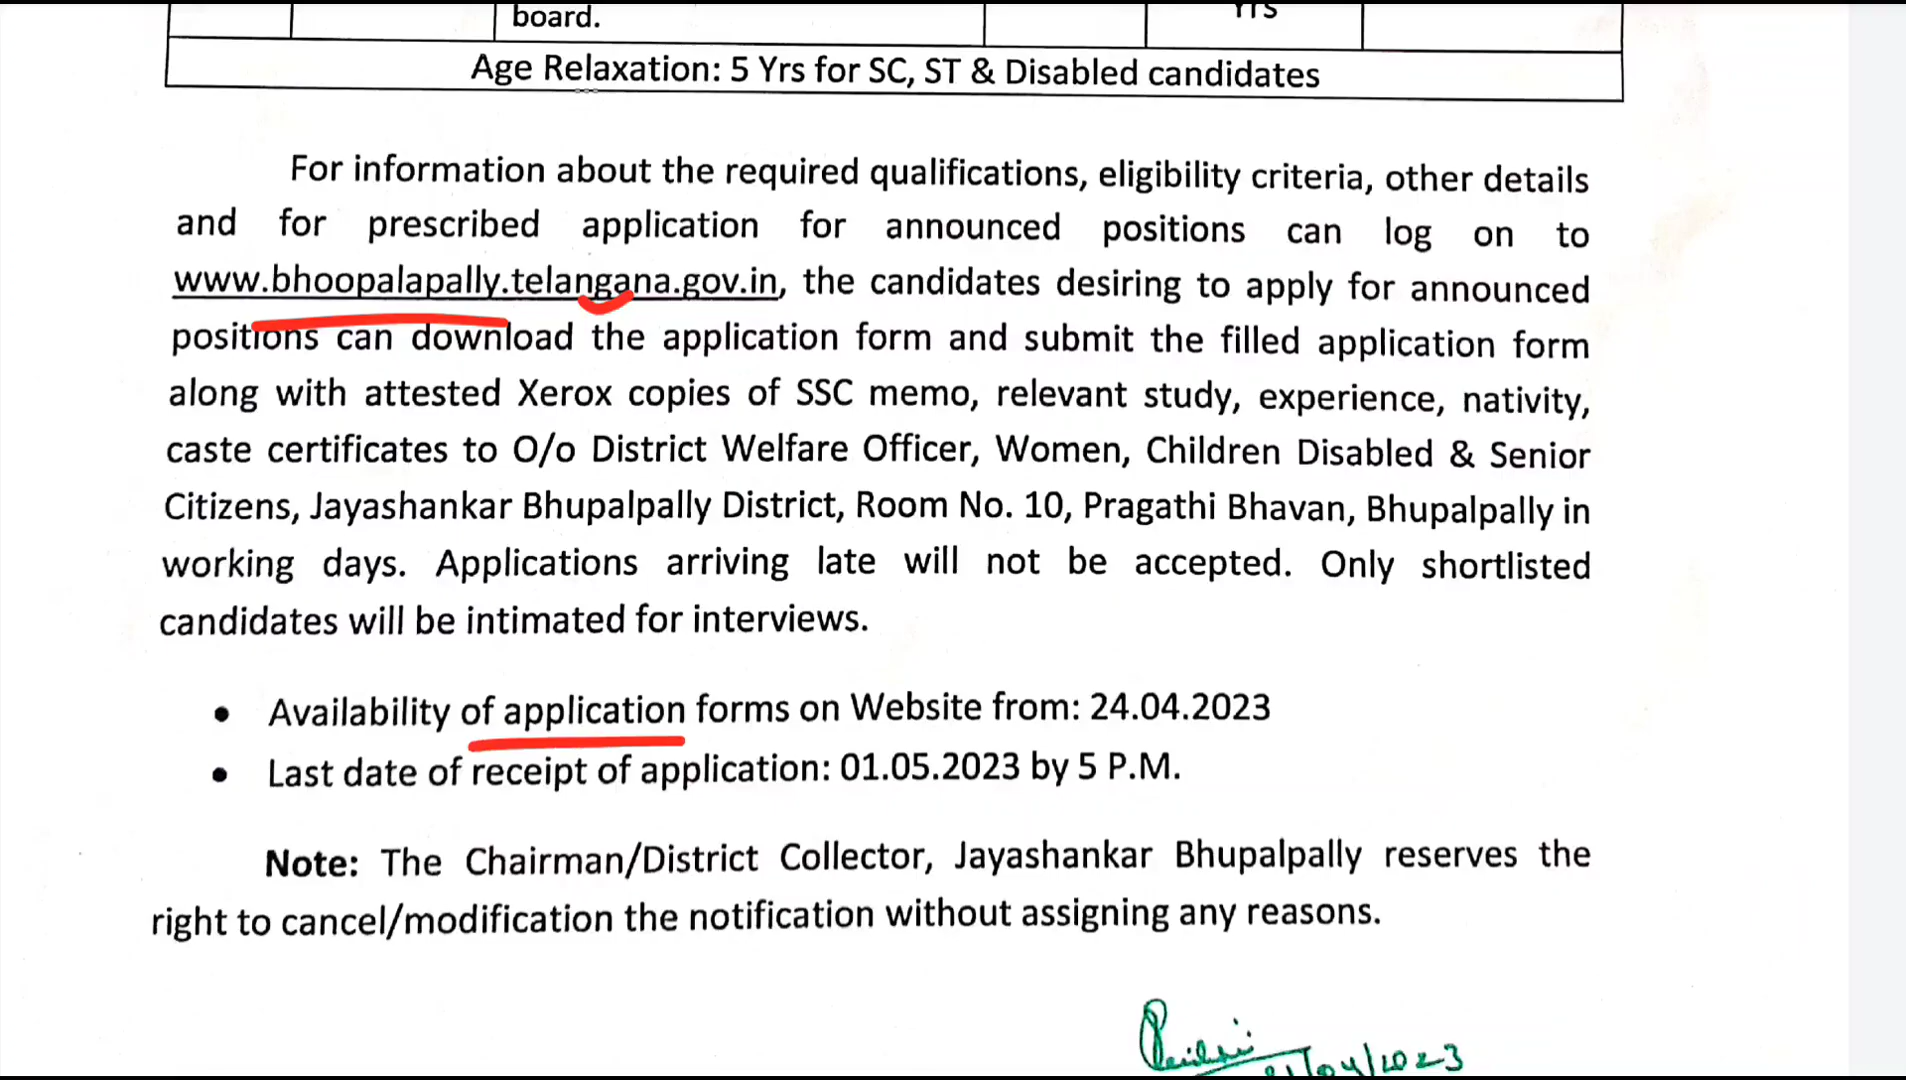 board.
Yrs
Age Relaxation: 5 Yrs for SC, ST & Disabled candidates
For information about the required qualifications, eligibility criteria, other details
and for prescribed application for announced positions can log on to
www.bhoopalapally.telangana.gov.in, the candidates desiring to apply for announced
positions can download the application form and submit the filled application form
along with attested Xerox copies of SSC memo, relevant study, experience, nativity,
caste certificates to O/o District Welfare Officer, Women, Children Disabled & Senior
Citizens, Jayashankar Bhupalpally District, Room No. 10, Pragathi Bhavan, Bhupalpally in
working days. Applications arriving late will not be accepted. Only shortlisted
candidates will be intimated for interviews.
• Availability of application forms on Website from: 24.04.2023
• Last date of receipt of application: 01.05.2023 by 5 P.M.
Note: The Chairman/District Collector, Jayashankar Bhupalpally reserves the
right to cancel/modification the notification without assigning any reasons.
/04/2023